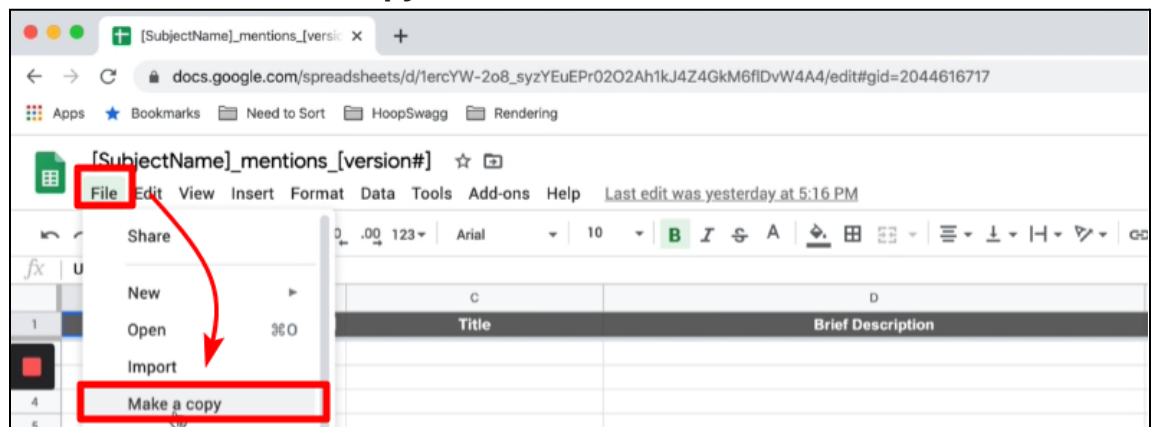 [SubjectName]_mentions_[versic
docs.google.com/spreadsheets/d/1ercYW-2o8_syzYEuEPr02O2Ah1kJ4Z4GkM6flDvW4A4/edit#gid=2044616717
Apps Bookmarks Need to Sort HoopSwagg Rendering
[SubjectName]_mentions_[version#]
File Edit View Insert Format Data Tools Add-ons Help Last edit was yesterday at 5:16 PM
Share .00 123 Arial 10 B I S A
fx U
New C D
1 Title Brief Description
Open ⌘O
Import
4 Make a copy
5